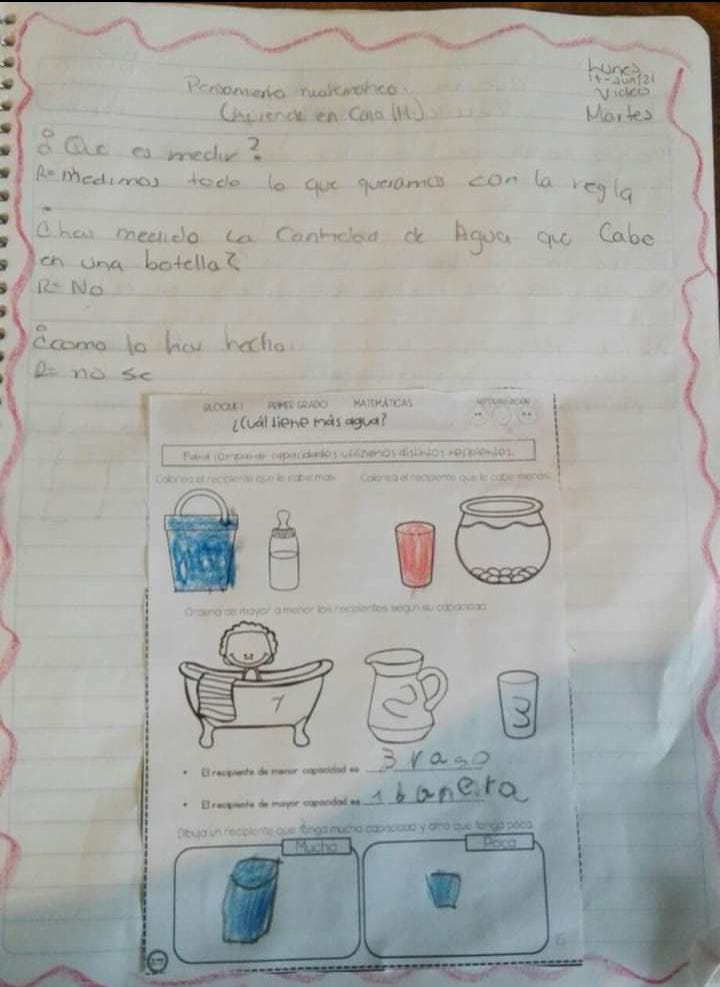 Lunes
14-Jun/21
Video
Martes
Pensamiento matematico.
(Aprende en Casa III)
¿Que es medir?
R= medimos todo lo que queramos con la regla
¿has medido la Cantidad de Agua que Cabe
en una botella?
R= No
¿como lo has hecho
R= no se
BLOQUE I PRIMER GRADO MATEMÁTICAS
¿Cuál tiene más agua?
Para comparar capacidades utilizamos distintos recipientes.
Colorea el recipiente que le cabe más. Colorea el recipiente que le cabe menos.
Ordena de mayor a menor los recipientes según su capacidad.
1 2 3
• El recipiente de menor capacidad es 3 vaso
• El recipiente de mayor capacidad es 1 banera
Dibuja un recipiente que tenga mucha capacidad y otro que tenga poca.
Mucha Poca